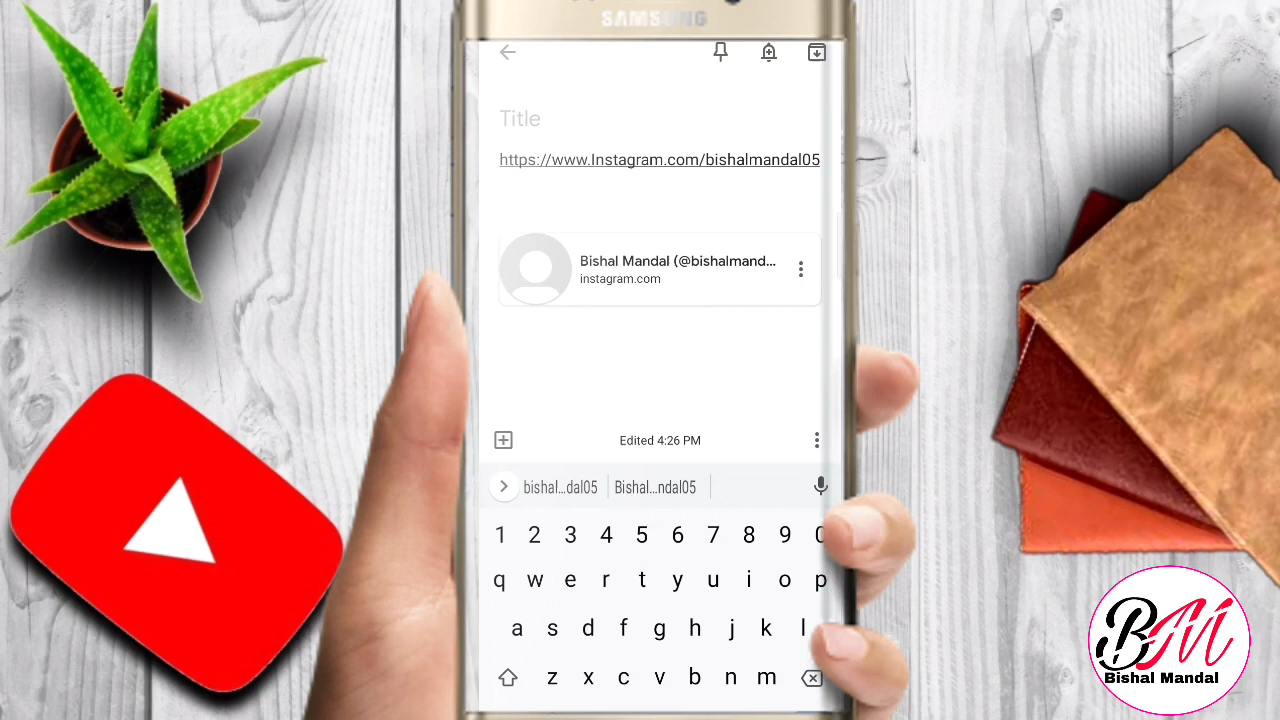 SAMSUNG
Title
https://www.Instagram.com/bishalmandal05
Bishal Mandal (@bishalmand...
instagram.com
Edited 4:26 PM
bishal...dal05 Bishal...ndal05
1 2 3 4 5 6 7 8 9 0
q w e r t y u i o p
a s d f g h j k l
z x c v b n m
BM
Bishal Mandal